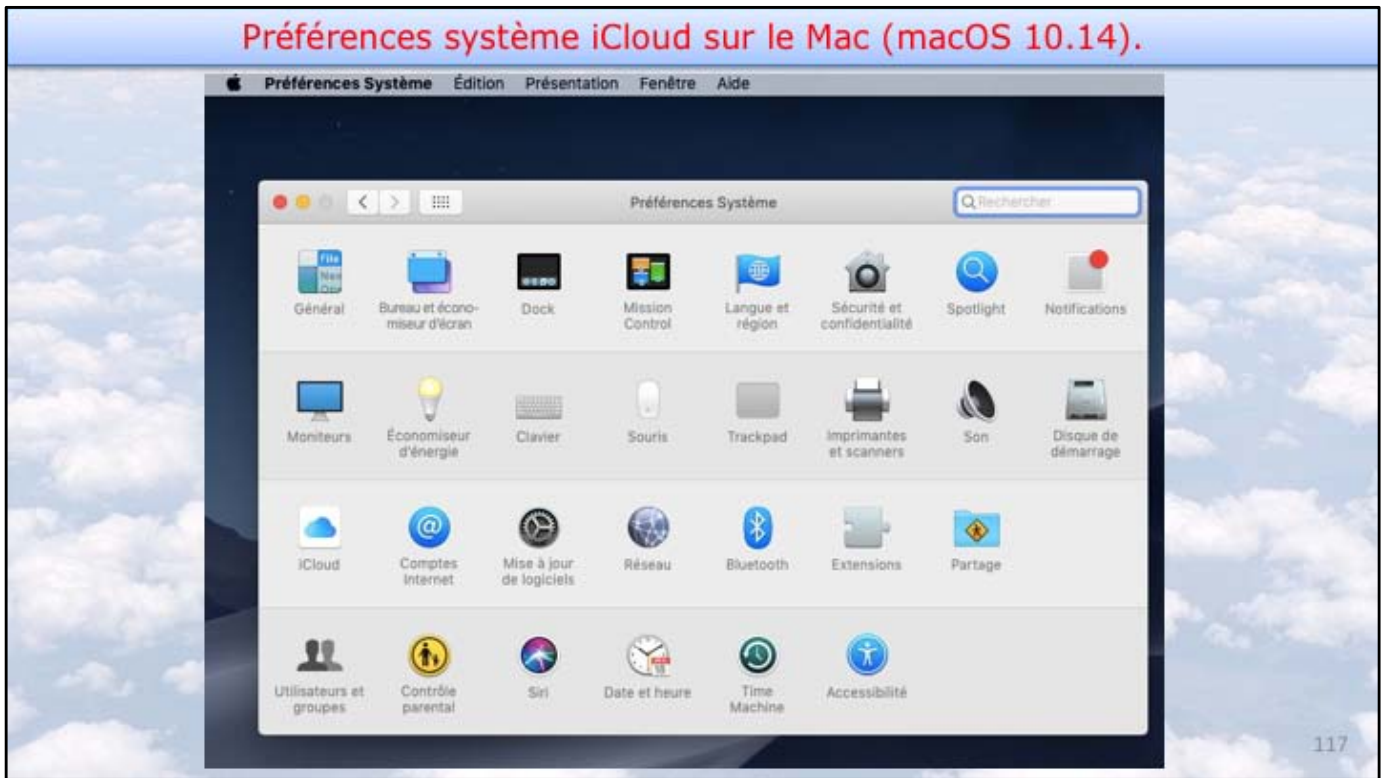 Préférences système iCloud sur le Mac (macOS 10.14).
Préférences Système Édition Présentation Fenêtre Aide
Préférences Système
Rechercher
Général
Bureau et écono-
miseur d'écran
Dock
Mission
Control
Langue et
région
Sécurité et
confidentialité
Spotlight
Notifications
Moniteurs
Économiseur
d'énergie
Clavier
Souris
Trackpad
Imprimantes
et scanners
Son
Disque de
démarrage
iCloud
Comptes
Internet
Mise à jour
de logiciels
Réseau
Bluetooth
Extensions
Partage
Utilisateurs et
groupes
Contrôle
parental
Siri
Date et heure
Time
Machine
Accessibilité
117